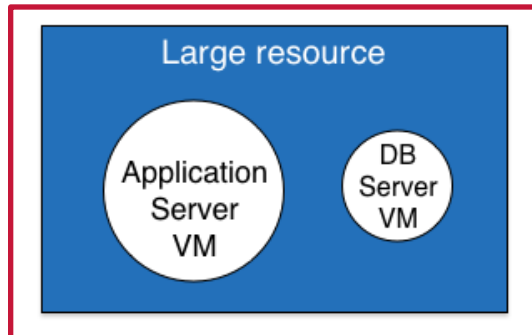 Large resource
Application
Server
VM
DB
Server
VM